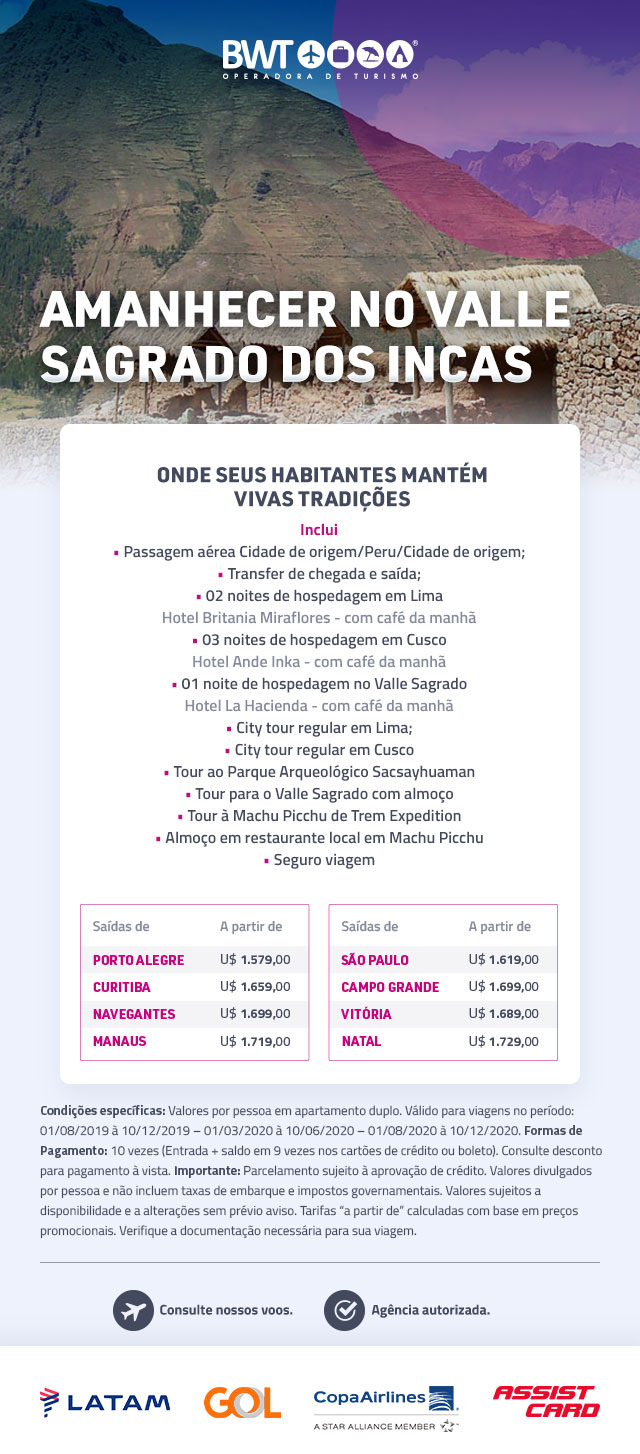 BWT ®
OPERADORA DE TURISMO
AMANHECER NO VALLE
SAGRADO DOS INCAS
ONDE SEUS HABITANTES MANTÉM
VIVAS TRADIÇÕES
Inclui
▪ Passagem aérea Cidade de origem/Peru/Cidade de origem;
▪ Transfer de chegada e saída;
▪ 02 noites de hospedagem em Lima
Hotel Britania Miraflores - com café da manhã
▪ 03 noites de hospedagem em Cusco
Hotel Ande Inka - com café da manhã
▪ 01 noite de hospedagem no Valle Sagrado
Hotel La Hacienda - com café da manhã
▪ City tour regular em Lima;
▪ City tour regular em Cusco
▪ Tour ao Parque Arqueológico Sacsayhuaman
▪ Tour para o Valle Sagrado com almoço
▪ Tour à Machu Picchu de Trem Expedition
▪ Almoço em restaurante local em Machu Picchu
▪ Seguro viagem
Saídas de A partir de
PORTO ALEGRE U$ 1.579,00
CURITIBA U$ 1.659,00
NAVEGANTES U$ 1.699,00
MANAUS U$ 1.719,00
Saídas de A partir de
SÃO PAULO U$ 1.619,00
CAMPO GRANDE U$ 1.699,00
VITÓRIA U$ 1.689,00
NATAL U$ 1.729,00
Condições específicas: Valores por pessoa em apartamento duplo. Válido para viagens no período:
01/08/2019 à 10/12/2019 – 01/03/2020 à 10/06/2020 – 01/08/2020 à 10/12/2020. Formas de
Pagamento: 10 vezes (Entrada + saldo em 9 vezes nos cartões de crédito ou boleto). Consulte desconto
para pagamento à vista. Importante: Parcelamento sujeito à aprovação de crédito. Valores divulgados
por pessoa e não incluem taxas de embarque e impostos governamentais. Valores sujeitos a
disponibilidade e a alterações sem prévio aviso. Tarifas “a partir de” calculadas com base em preços
promocionais. Verifique a documentação necessária para sua viagem.
Consulte nossos voos.
Agência autorizada.
LATAM
GOL
CopaAirlines
A STAR ALLIANCE MEMBER
ASSIST
CARD